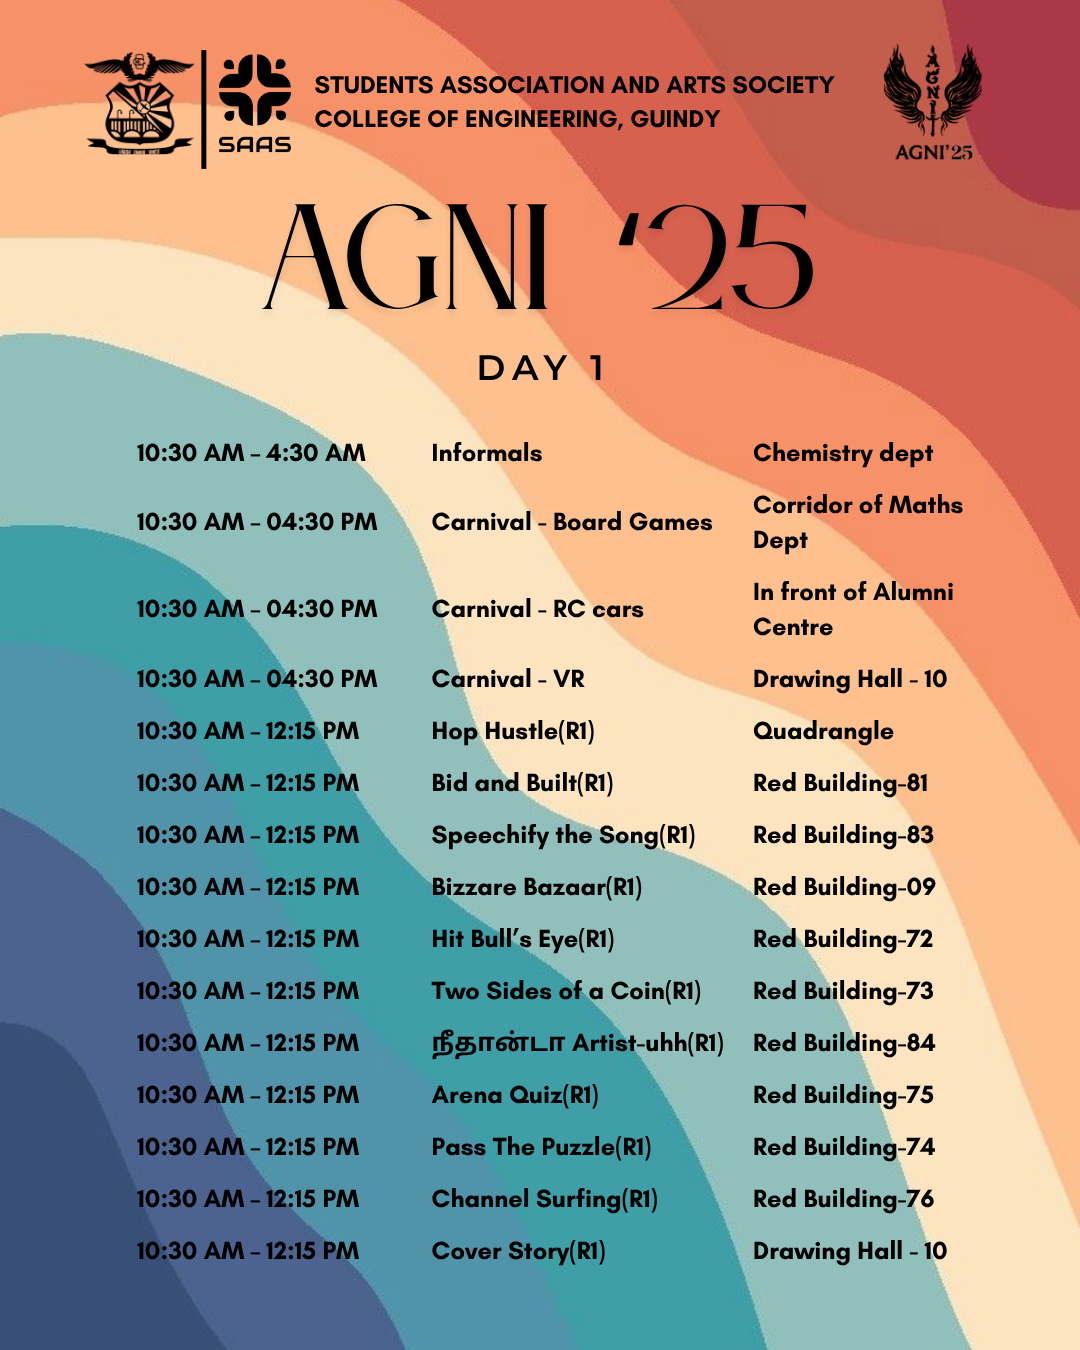 SAAS
STUDENTS ASSOCIATION AND ARTS SOCIETY
COLLEGE OF ENGINEERING, GUINDY
AGNI
AGNI'25
AGNI ‘25
DAY 1
10:30 AM – 4:30 AM Informals Chemistry dept
10:30 AM – 04:30 PM Carnival - Board Games Corridor of Maths
Dept
10:30 AM – 04:30 PM Carnival - RC cars In front of Alumni
Centre
10:30 AM – 04:30 PM Carnival - VR Drawing Hall - 10
10:30 AM – 12:15 PM Hop Hustle(R1) Quadrangle
10:30 AM – 12:15 PM Bid and Built(R1) Red Building-81
10:30 AM – 12:15 PM Speechify the Song(R1) Red Building-83
10:30 AM – 12:15 PM Bizzare Bazaar(R1) Red Building-09
10:30 AM – 12:15 PM Hit Bull’s Eye(R1) Red Building-72
10:30 AM – 12:15 PM Two Sides of a Coin(R1) Red Building-73
10:30 AM – 12:15 PM நீதான்டா Artist-uhh(R1) Red Building-84
10:30 AM – 12:15 PM Arena Quiz(R1) Red Building-75
10:30 AM – 12:15 PM Pass The Puzzle(R1) Red Building-74
10:30 AM – 12:15 PM Channel Surfing(R1) Red Building-76
10:30 AM – 12:15 PM Cover Story(R1) Drawing Hall - 10